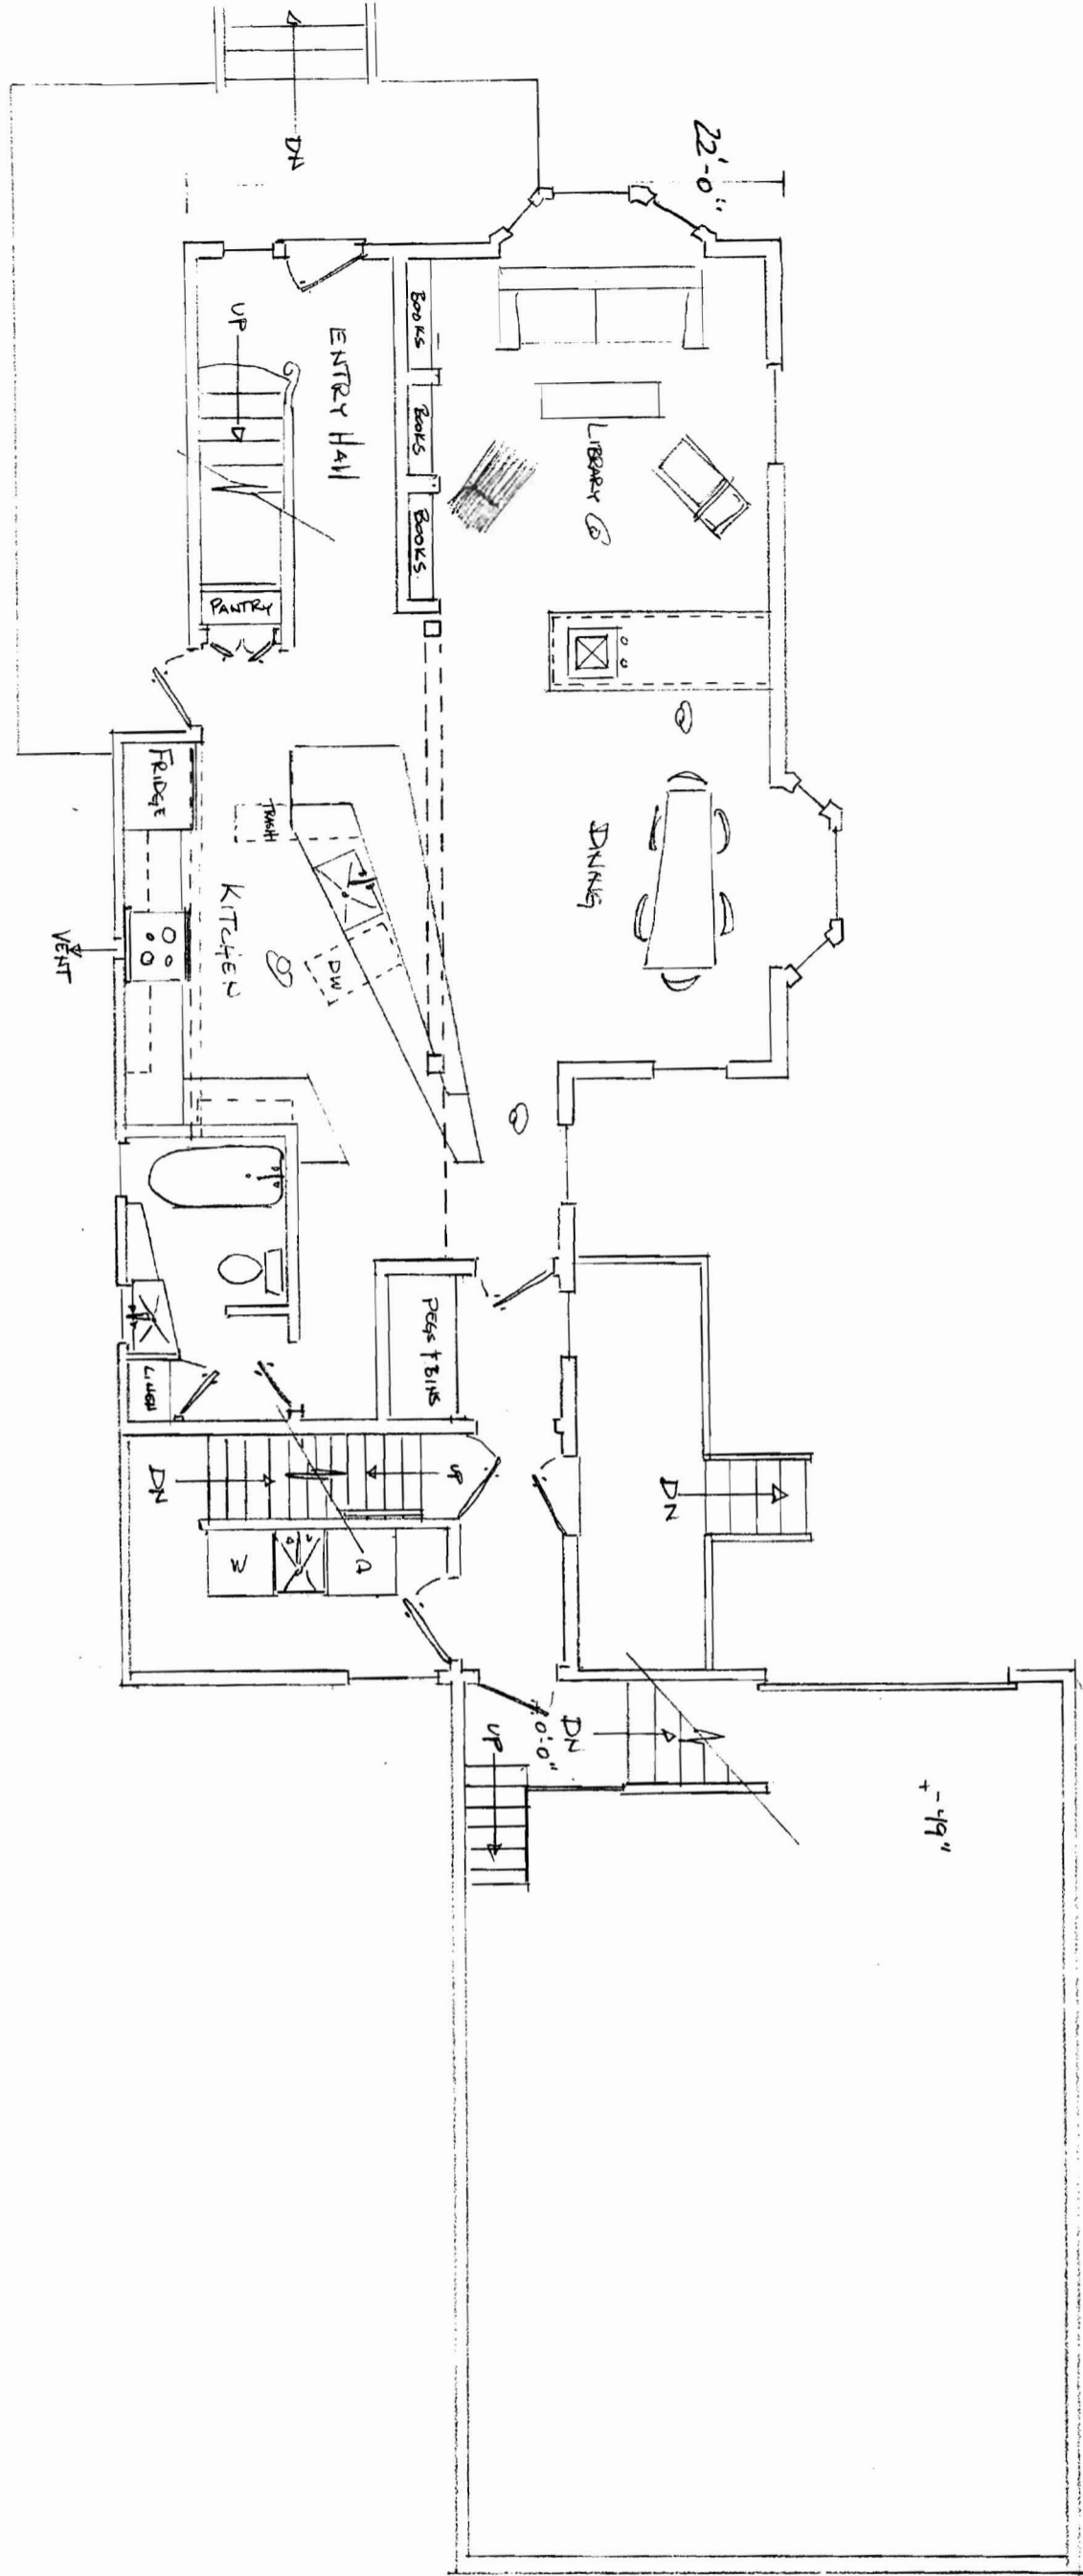 DN
22'-0"
UP
ENTRY HALL
BOOKS
BOOKS
BOOKS.
LIBRARY
PANTRY
FRIDGE
TRASH
KITCHEN
DW
VENT
DINING
PEGS & BINS
LINEN
DN
UP
DN
W
D
UP
DN
0'-0"
-49"